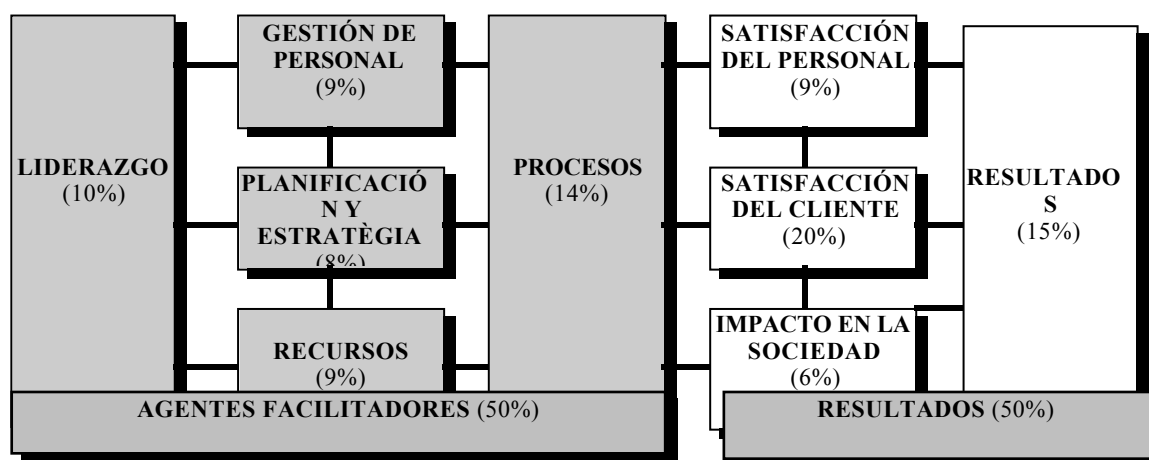 LIDERAZGO
(10%)
GESTIÓN DE
PERSONAL
(9%)
PLANIFICACIÓ
N Y
ESTRATÈGIA
(8%)
RECURSOS
(9%)
PROCESOS
(14%)
SATISFACCIÓN
DEL PERSONAL
(9%)
SATISFACCIÓN
DEL CLIENTE
(20%)
IMPACTO EN LA
SOCIEDAD
(6%)
RESULTADO
S
(15%)
AGENTES FACILITADORES (50%)
RESULTADOS (50%)